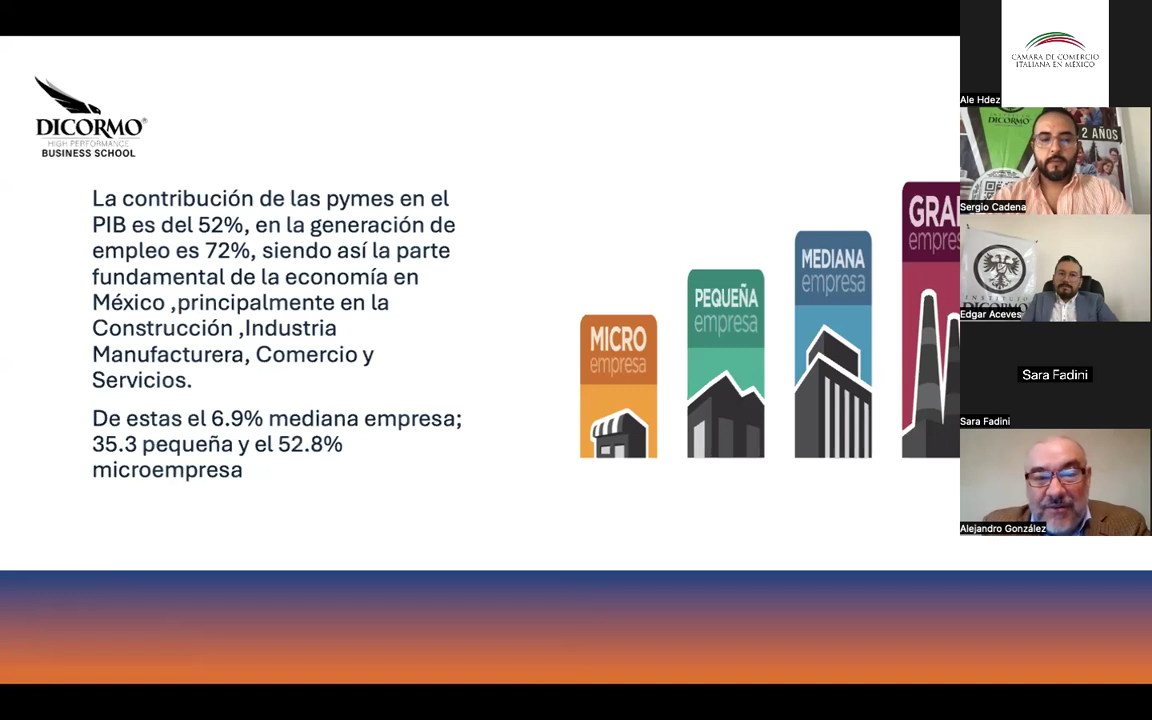 DICORMO®
HIGH PERFORMANCE
BUSINESS SCHOOL
La contribución de las pymes en el
PIB es del 52%, en la generación de
empleo es 72%, siendo así la parte
fundamental de la economía en
México ,principalmente en la
Construcción ,Industria
Manufacturera, Comercio y
Servicios.
De estas el 6.9% mediana empresa;
35.3 pequeña y el 52.8%
microempresa
MICRO
empresa
PEQUEÑA
empresa
MEDIANA
empresa
GRA
empres
CAMARA DE COMERCIO
ITALIANA EN MÉXICO
Ale Hdez
DICORMO
2 AÑOS
Sergio Cadena
INSTITUTO
DICORMO
Edgar Aceves
Sara Fadini
Sara Fadini
Alejandro González